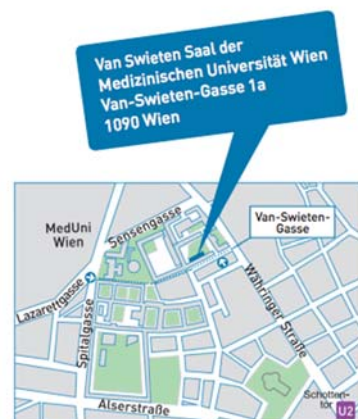 Van Swieten Saal der
Medizinischen Universität Wien
Van-Swieten-Gasse 1a
1090 Wien
MedUni
Wien
Sensengasse
Van-Swieten-
Gasse
Lazarettgasse
Spitalgasse
Währinger Straße
Alserstraße
Schotten-
tor
U2